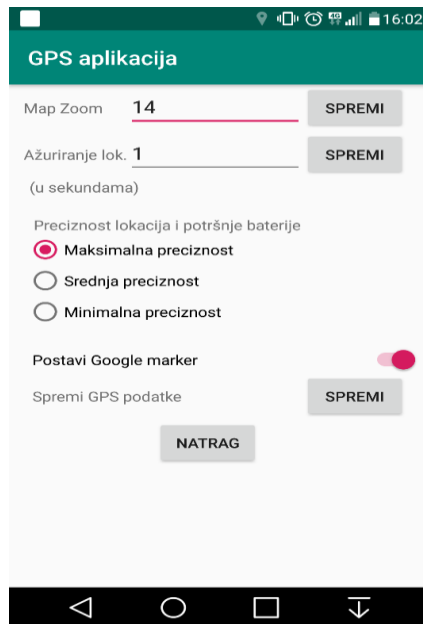 16:02
GPS aplikacija
Map Zoom 14 SPREMI
Ažuriranje lok. 1 SPREMI
(u sekundama)
Preciznost lokacija i potršnje baterije
Maksimalna preciznost
Srednja preciznost
Minimalna preciznost
Postavi Google marker
Spremi GPS podatke SPREMI
NATRAG